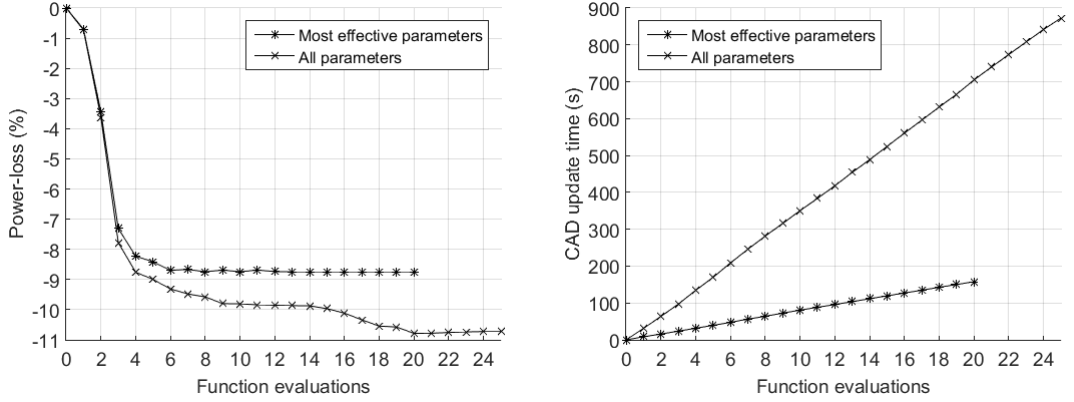 Power-loss (%)
0
-1
-2
-3
-4
-5
-6
-7
-8
-9
-10
-11
Most effective parameters
All parameters
0 2 4 6 8 10 12 14 16 18 20 22 24
Function evaluations
CAD update time (s)
900
800
700
600
500
400
300
200
100
0
Most effective parameters
All parameters
0 2 4 6 8 10 12 14 16 18 20 22 24
Function evaluations